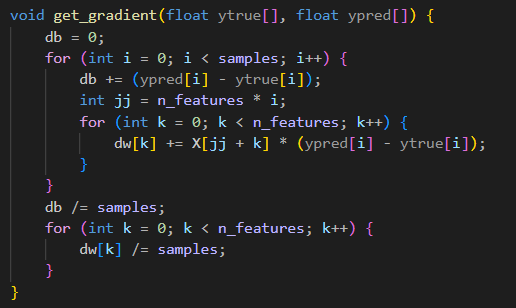 void get_gradient(float ytrue[], float ypred[]) {
    db = 0;
    for (int i = 0; i < samples; i++) {
        db += (ypred[i] - ytrue[i]);
        int jj = n_features * i;
        for (int k = 0; k < n_features; k++) {
            dw[k] += X[jj + k] * (ypred[i] - ytrue[i]);
        }
    }
    db /= samples;
    for (int k = 0; k < n_features; k++) {
        dw[k] /= samples;
    }
}